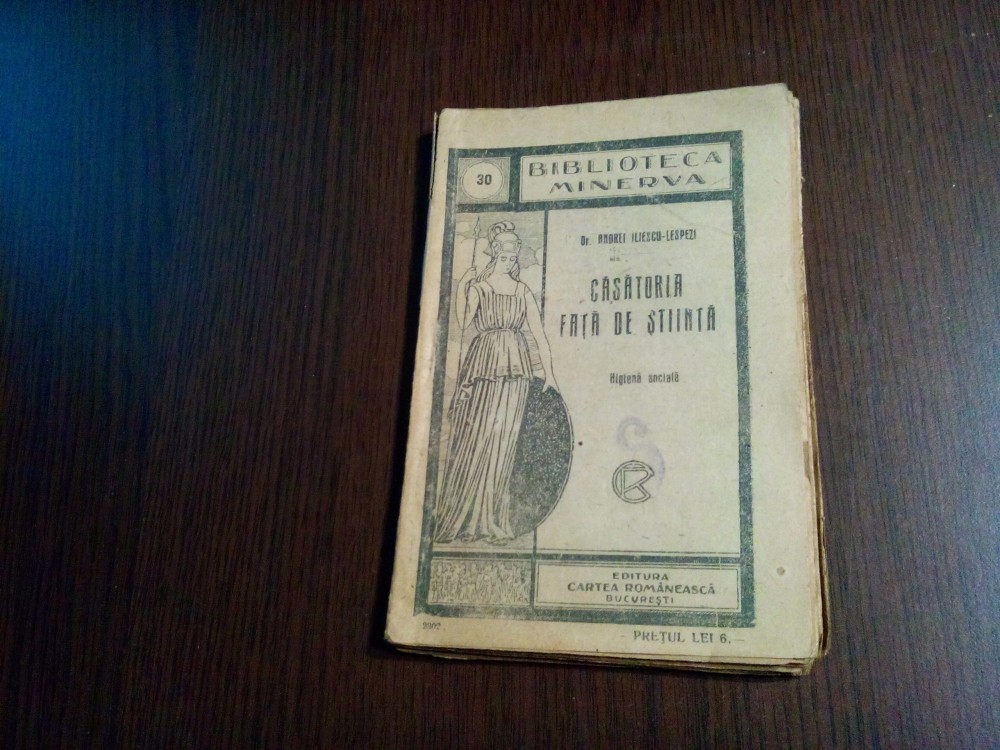 30
BIBLIOTECA
MINERVA
Dr. ANDREI ILIESCU-LESPEZI
CĂSĂTORIA
FAȚĂ DE ȘTIINȚĂ
Higienă socială
CR
EDITURA
CARTEA ROMÂNEASCĂ
BUCUREȘTI
PREȚUL LEI 6.—